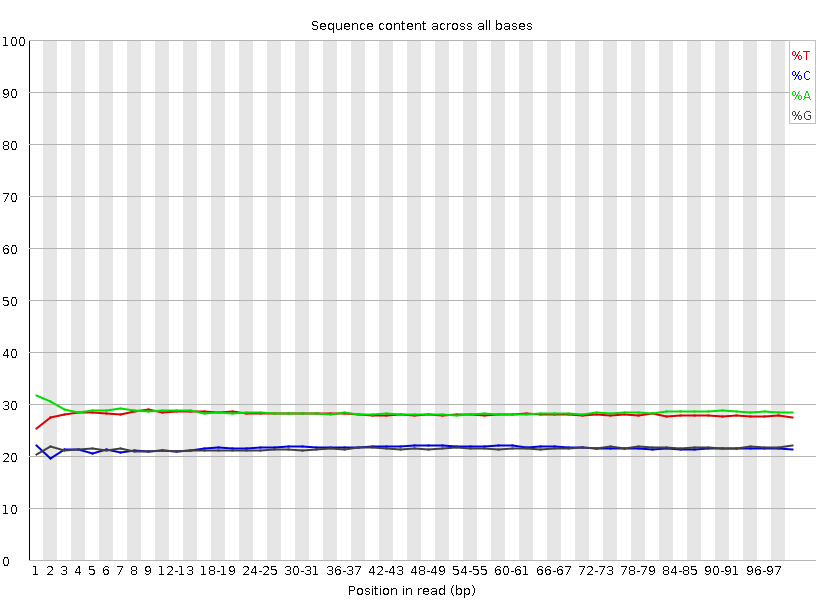 Sequence content across all bases
100
90
80
70
60
50
40
30
20
10
0
%T
%C
%A
%G
1 2 3 4 5 6 7 8 9 12-13 18-19 24-25 30-31 36-37 42-43 48-49 54-55 60-61 66-67 72-73 78-79 84-85 90-91 96-97
Position in read (bp)